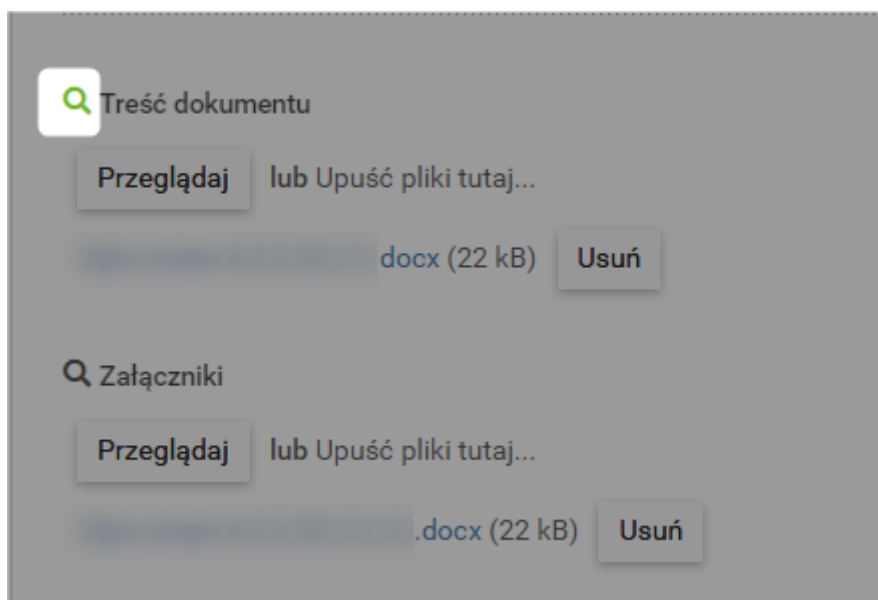 Treść dokumentu
Przeglądaj lub Upuść pliki tutaj...
.docx (22 kB) Usuń
Załączniki
Przeglądaj lub Upuść pliki tutaj...
.docx (22 kB) Usuń